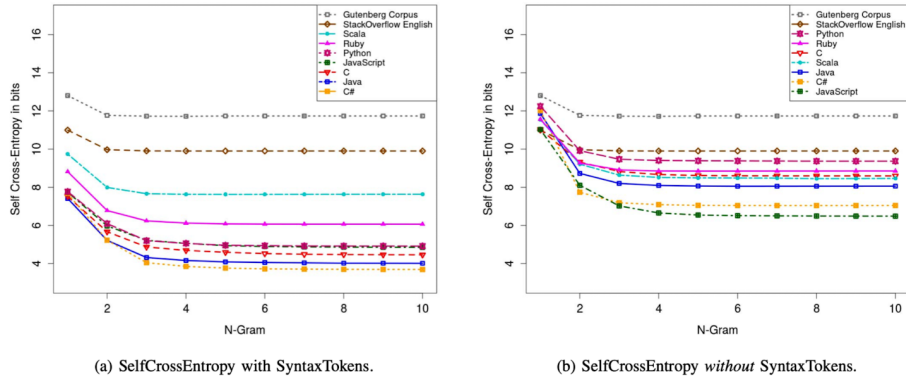 Gutenberg Corpus
StackOverflow English
Scala
Ruby
Python
JavaScript
C
Java
C#
16
14
12
10
8
6
4
Self Cross-Entropy in bits
2 4 6 8 10
N-Gram
(a) SelfCrossEntropy with SyntaxTokens.
Gutenberg Corpus
StackOverflow English
Python
Ruby
C
Scala
Java
C#
JavaScript
16
14
12
10
8
6
4
Self Cross-Entropy in bits
2 4 6 8 10
N-Gram
(b) SelfCrossEntropy without SyntaxTokens.